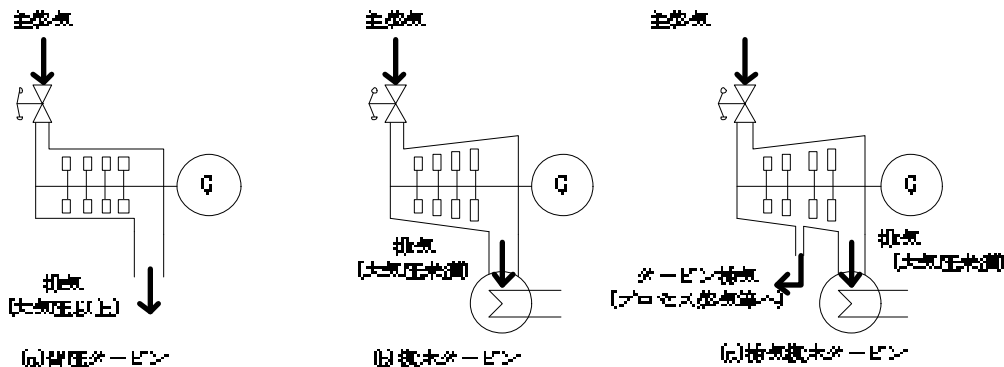 主蒸気
主蒸気
主蒸気
G
G
G
排気
(大気圧以上)
排気
(大気圧未満)
タービン抽気
(プロセス蒸気等へ)
排気
(大気圧未満)
(a)背圧タービン
(b)復水タービン
(c)抽気復水タービン